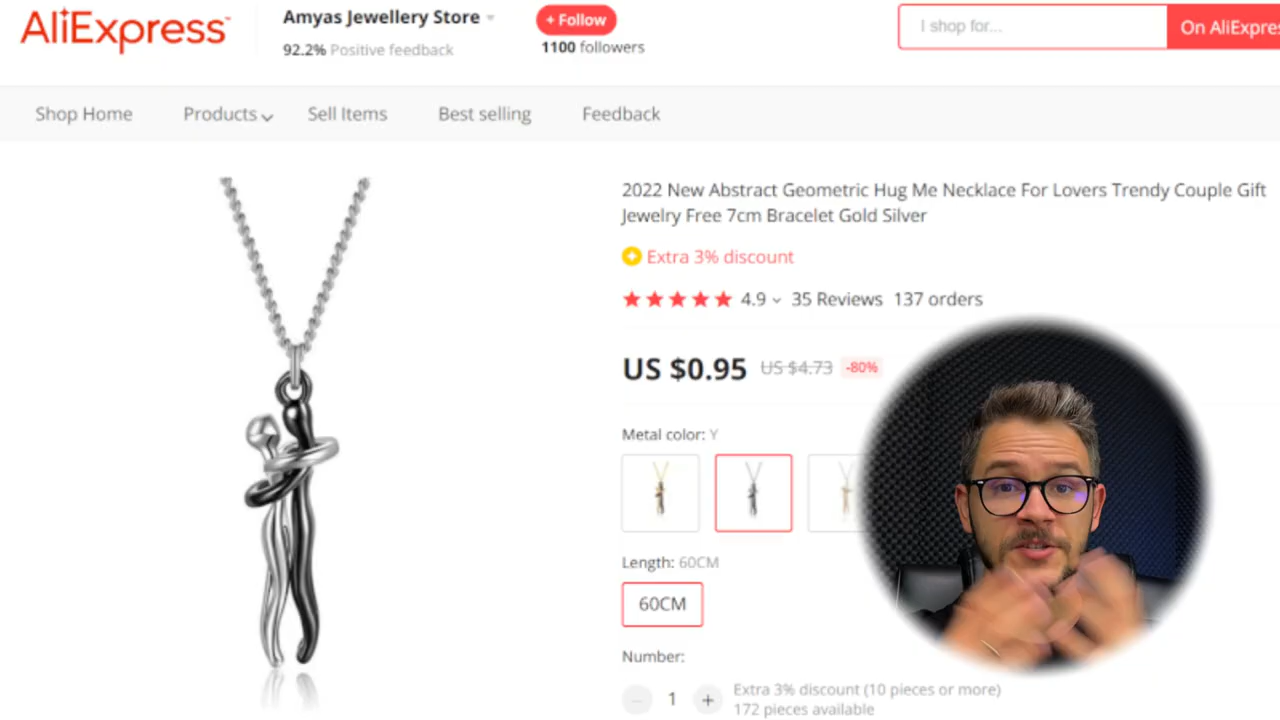 AliExpress™
Amyas Jewellery Store
+ Follow
92.2% Positive feedback
1100 followers
I shop for...
On AliExpres
Shop Home
Products
Sell Items
Best selling
Feedback
2022 New Abstract Geometric Hug Me Necklace For Lovers Trendy Couple Gift
Jewelry Free 7cm Bracelet Gold Silver
Extra 3% discount
4.9
35 Reviews
137 orders
US $0.95
US $4.73
-80%
Metal color: Y
Length: 60CM
60CM
Number:
1
Extra 3% discount (10 pieces or more)
172 pieces available